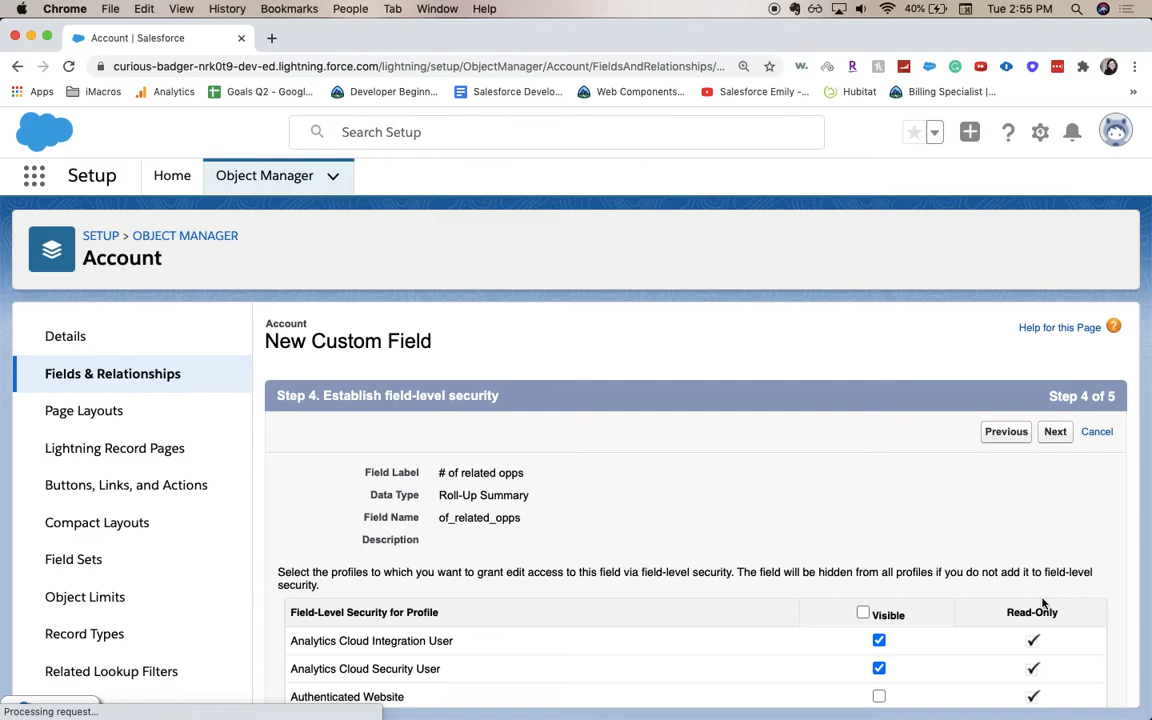 Chrome File Edit View History Bookmarks People Tab Window Help 40% Tue 2:55 PM
Account | Salesforce
curious-badger-nrk0t9-dev-ed.lightning.force.com/lightning/setup/ObjectManager/Account/FieldsAndRelationships/...
Apps iMacros Analytics Goals Q2 - Googl... Developer Beginn... Salesforce Develo... Web Components... Salesforce Emily -... Hubitat Billing Specialist |... »
Search Setup
Setup Home Object Manager
SETUP > OBJECT MANAGER
Account
Details
Fields & Relationships
Page Layouts
Lightning Record Pages
Buttons, Links, and Actions
Compact Layouts
Field Sets
Object Limits
Record Types
Related Lookup Filters
Account
New Custom Field
Help for this Page ?
Step 4. Establish field-level security Step 4 of 5
Previous Next Cancel
Field Label # of related opps
Data Type Roll-Up Summary
Field Name of_related_opps
Description
Select the profiles to which you want to grant edit access to this field via field-level security. The field will be hidden from all profiles if you do not add it to field-level
security.
Field-Level Security for Profile Visible Read-Only
Analytics Cloud Integration User
Analytics Cloud Security User
Authenticated Website
Processing request...